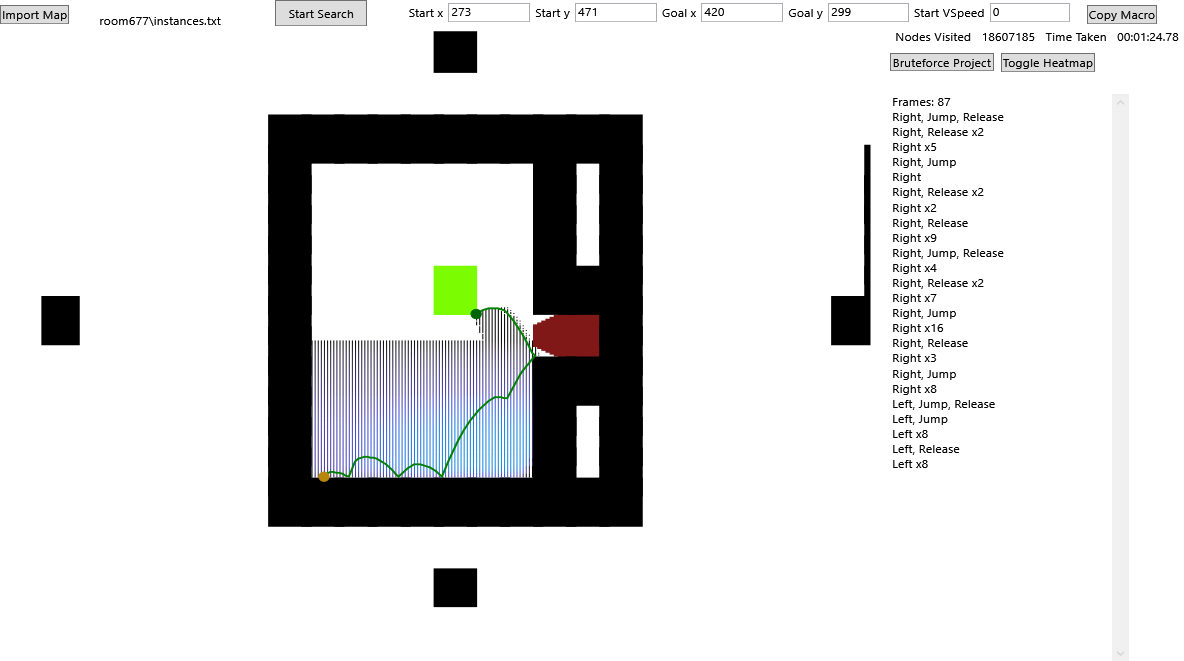 Import Map
room677\instances.txt
Start Search
Start x 273 Start y 471 Goal x 420 Goal y 299 Start VSpeed 0
Copy Macro
Nodes Visited 18607185 Time Taken 00:01:24.78
Bruteforce Project Toggle Heatmap
Frames: 87
Right, Jump, Release
Right, Release x2
Right x5
Right, Jump
Right
Right, Release x2
Right x2
Right, Release
Right x9
Right, Jump, Release
Right x4
Right, Release x2
Right x7
Right, Jump
Right x16
Right, Release
Right x3
Right, Jump
Right x8
Left, Jump, Release
Left, Jump
Left x8
Left, Release
Left x8